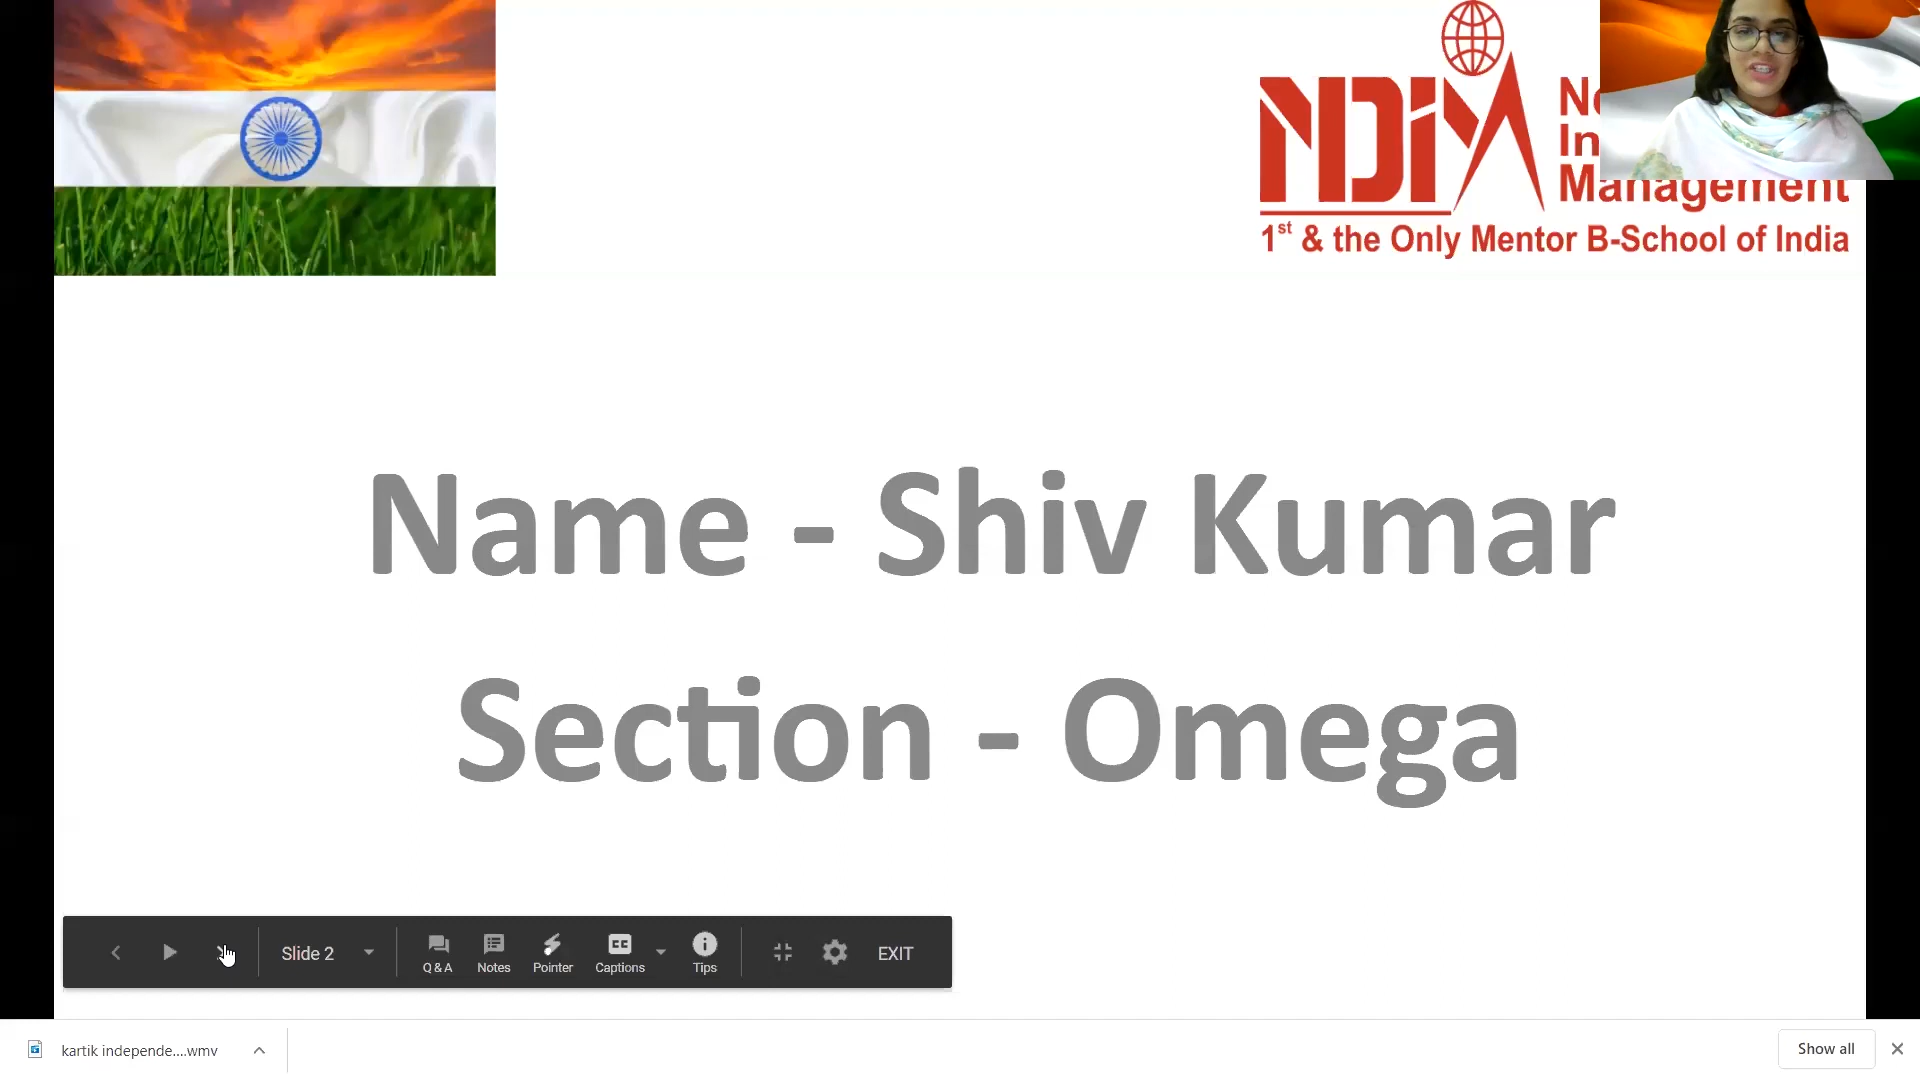 NDIM
Management
1st & the Only Mentor B-School of India
Name - Shiv Kumar
Section - Omega
Slide 2
Q & A
Notes
Pointer
Captions
Tips
EXIT
kartik independe....wmv
Show all